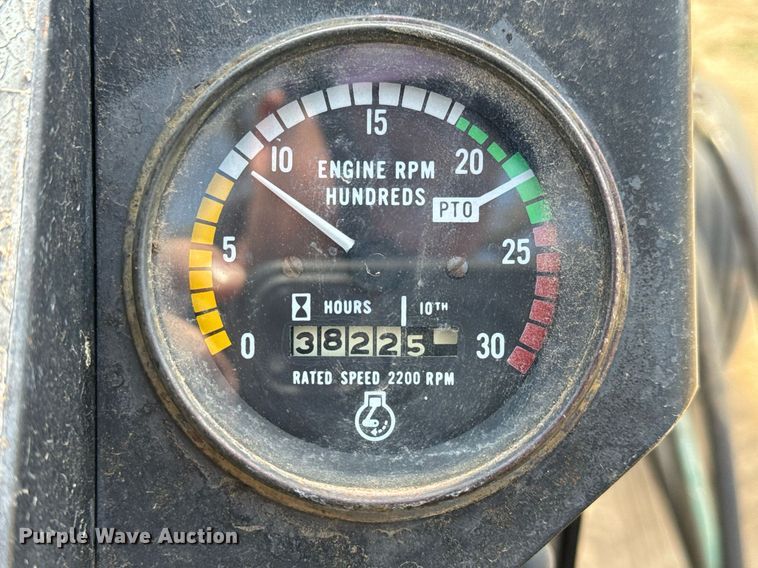 15
10
20
ENGINE RPM
HUNDREDS
PTO
5
25
HOURS
10TH
0
38225
30
RATED SPEED 2200 RPM
Purple Wave Auction